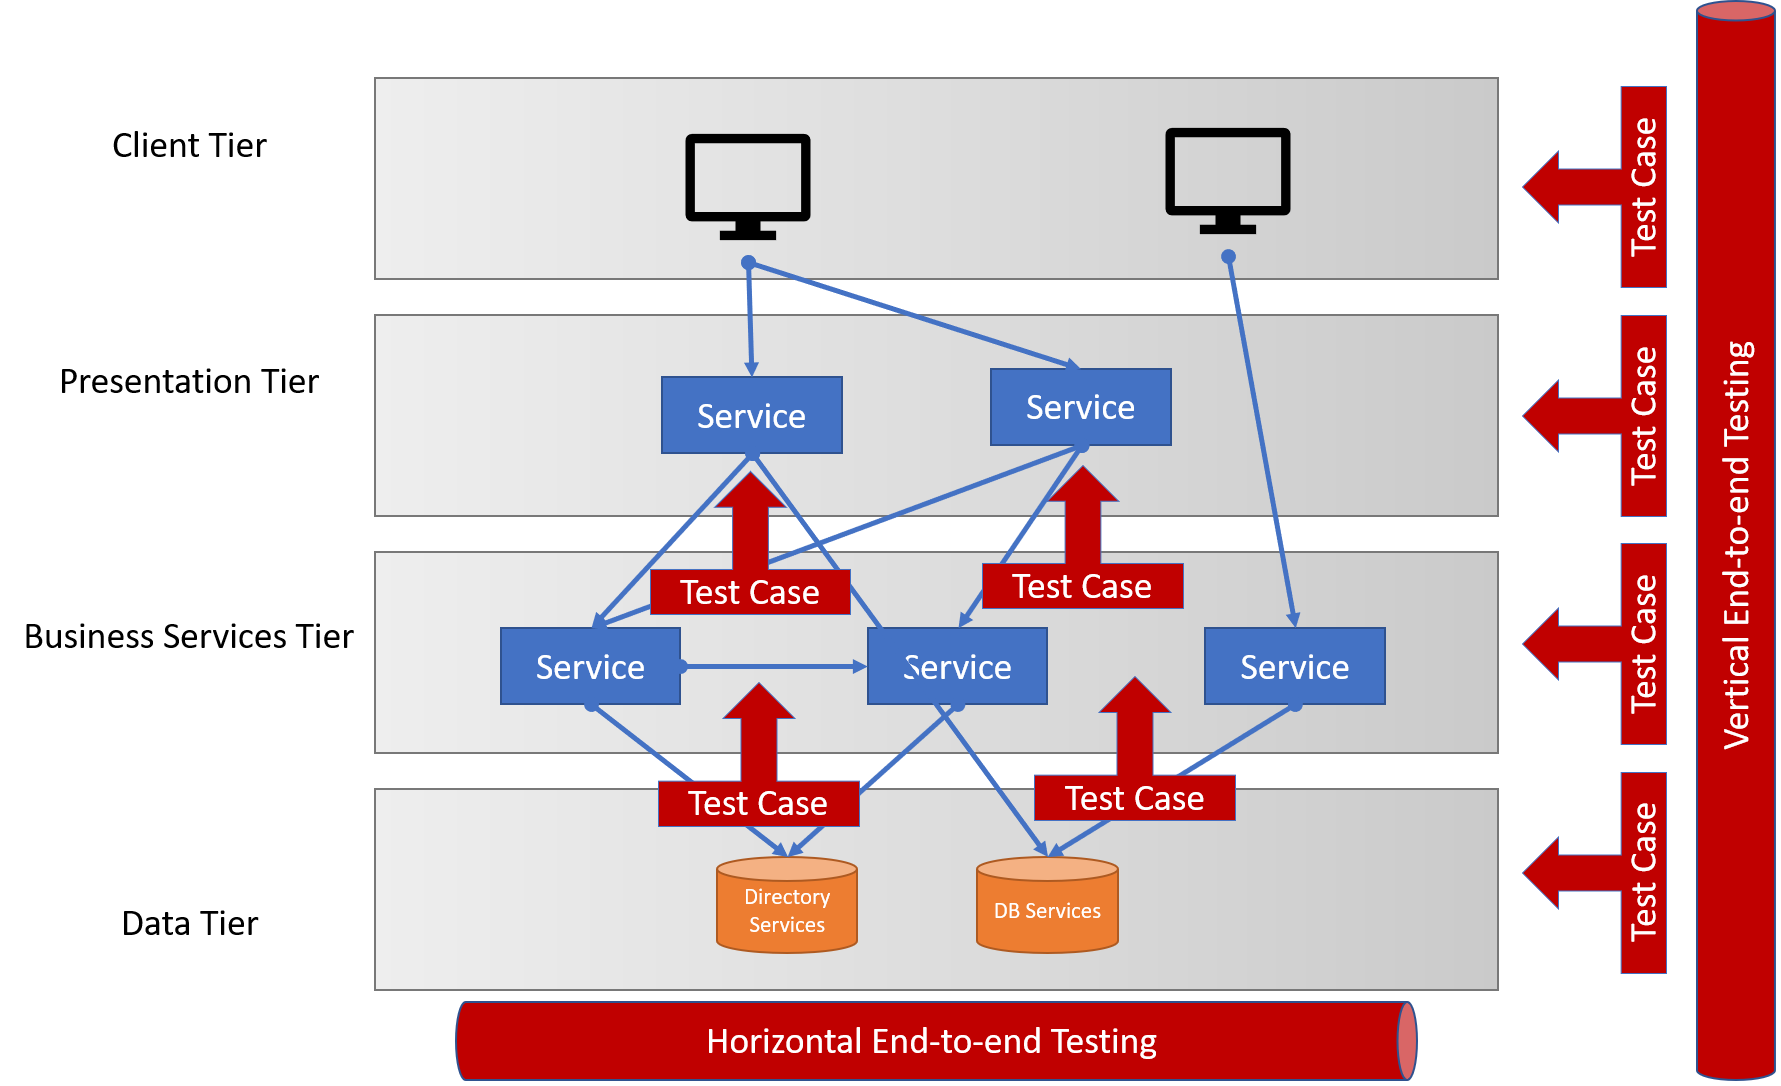 Client Tier
Test Case
Presentation Tier
Service
Service
Test Case
Test Case
Test Case
Business Services Tier
Service
Service
Service
Test Case
Test Case
Test Case
Data Tier
Directory
Services
DB Services
Test Case
Vertical End-to-end Testing
Horizontal End-to-end Testing